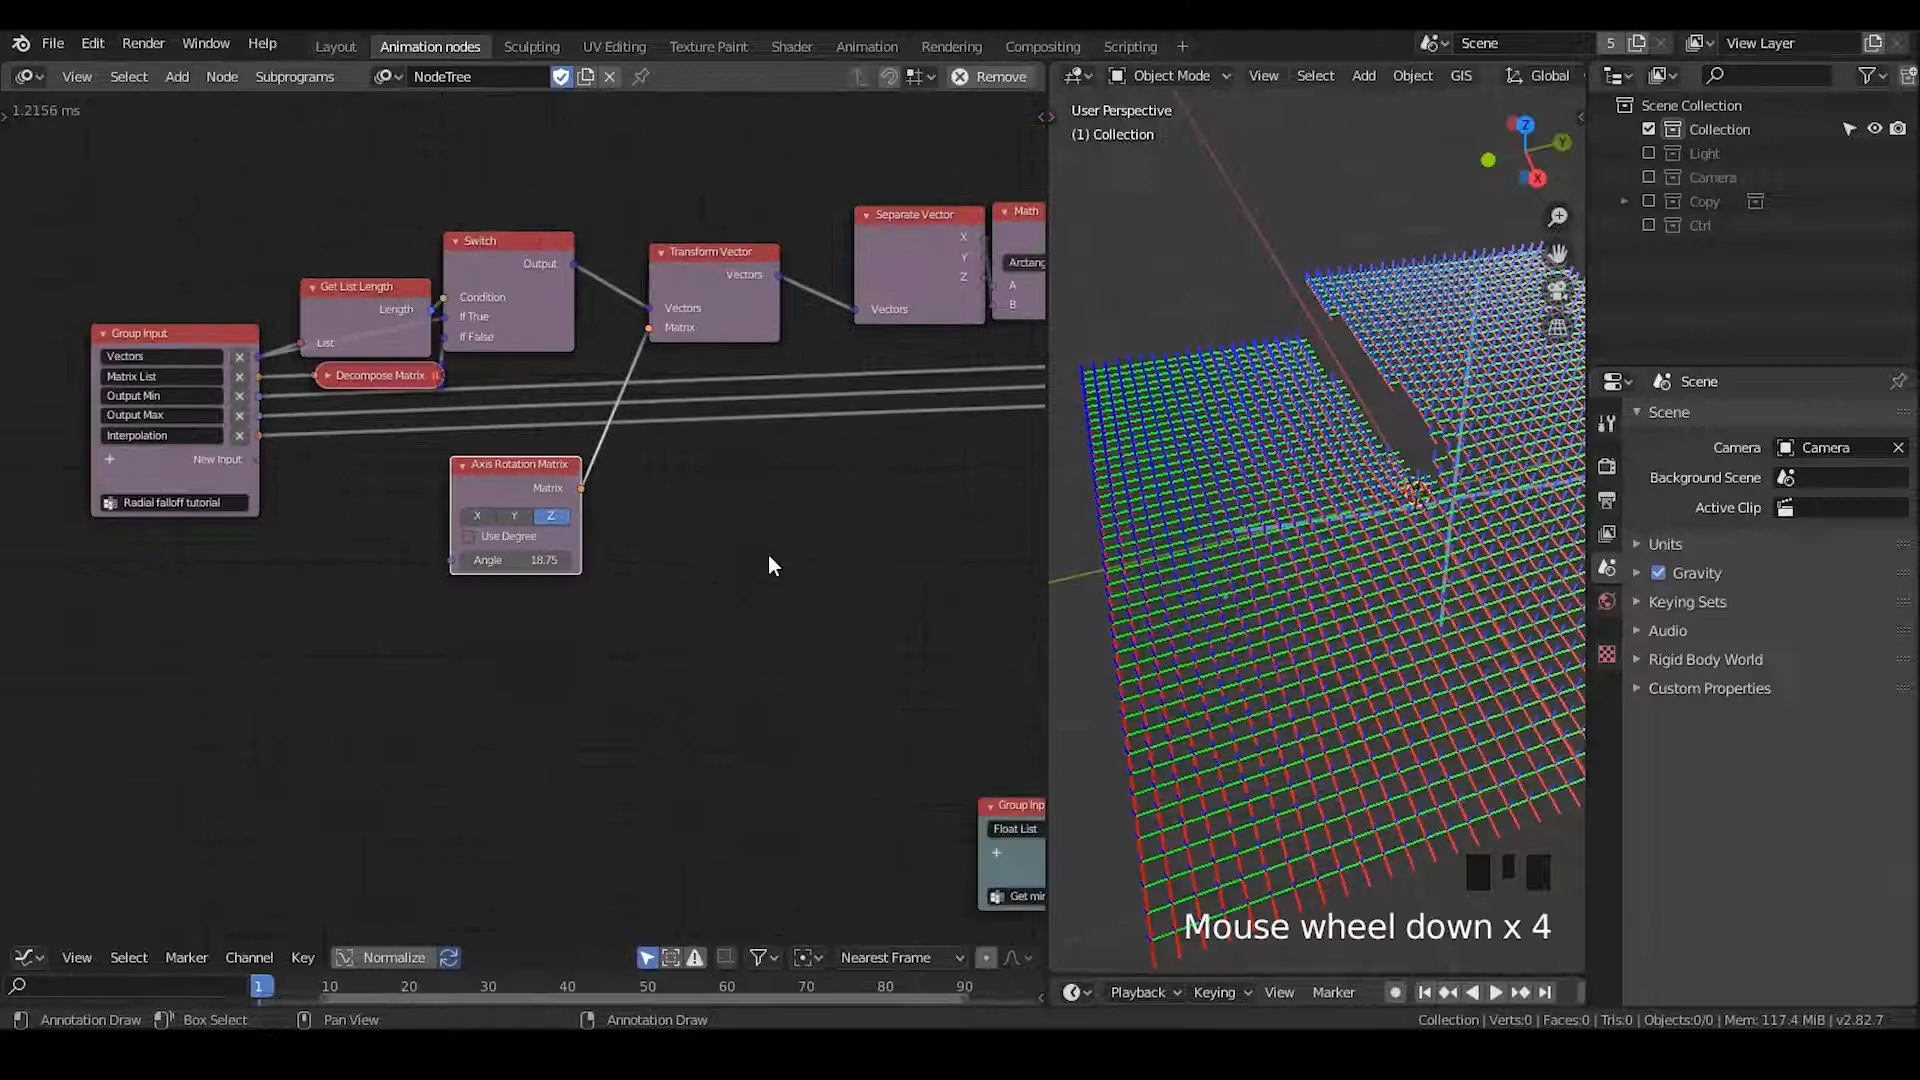 File Edit Render Window Help Layout Animation nodes Sculpting UV Editing Texture Paint Shader Animation Rendering Compositing Scripting + Scene 5 View Layer
View Select Add Node Subprograms NodeTree Remove Object Mode View Select Add Object GIS Global
1.2156 ms
User Perspective
(1) Collection
Z
Y
X
Scene Collection
Collection
Light
Camera
Copy
Ctrl
Group Input
Vectors
Matrix List
Output Min
Output Max
Interpolation
New Input
Radial falloff tutorial
Get List Length
Length
List
Decompose Matrix
Switch
Output
Condition
If True
If False
Transform Vector
Vectors
Vectors
Matrix
Separate Vector
X
Y
Z
Vectors
Math
Arctang
A
B
Axis Rotation Matrix
Matrix
X Y Z
Use Degree
Angle 18.75
Group Inp
Float List
Get mir
Mouse wheel down x 4
Scene
Scene
Camera Camera
Background Scene
Active Clip
Units
Gravity
Keying Sets
Audio
Rigid Body World
Custom Properties
View Select Marker Channel Key Normalize Nearest Frame
1 10 20 30 40 50 60 70 80 90
Playback Keying View Marker
Annotation Draw Box Select Pan View Annotation Draw Collection | Verts:0 | Faces:0 | Tris:0 | Objects:0/0 | Mem: 117.4 MiB | v2.82.7